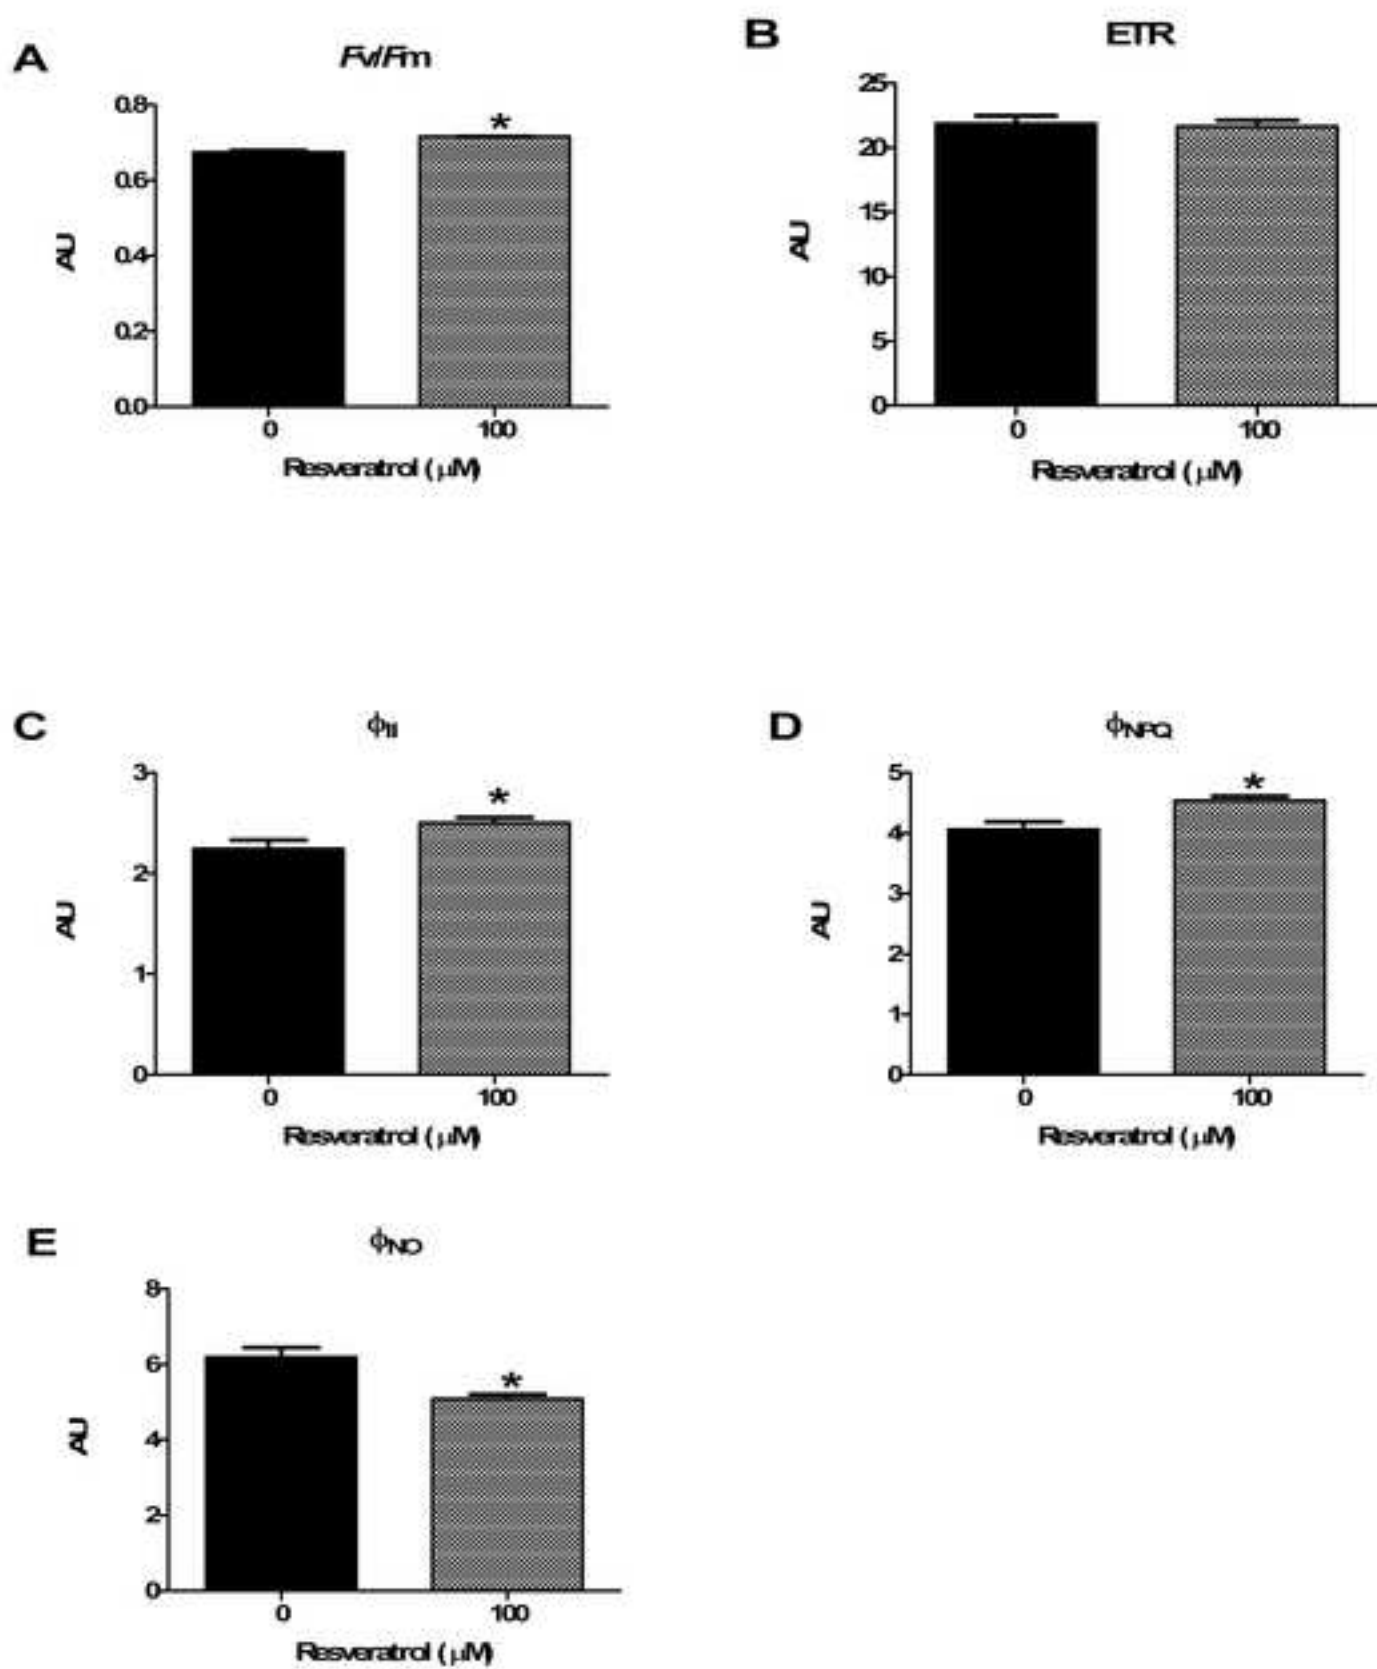 A
Fv/Fm
*
0.8
0.6
0.4
0.2
0.0
AU
0
100
Resveratrol (μM)
B
ETR
25
20
15
10
5
0
AU
0
100
Resveratrol (μM)
C
ϕII
*
3
2
1
0
AU
0
100
Resveratrol (μM)
D
ϕNPQ
*
5
4
3
2
1
0
AU
0
100
Resveratrol (μM)
E
ϕNO
*
8
6
4
2
0
AU
0
100
Resveratrol (μM)